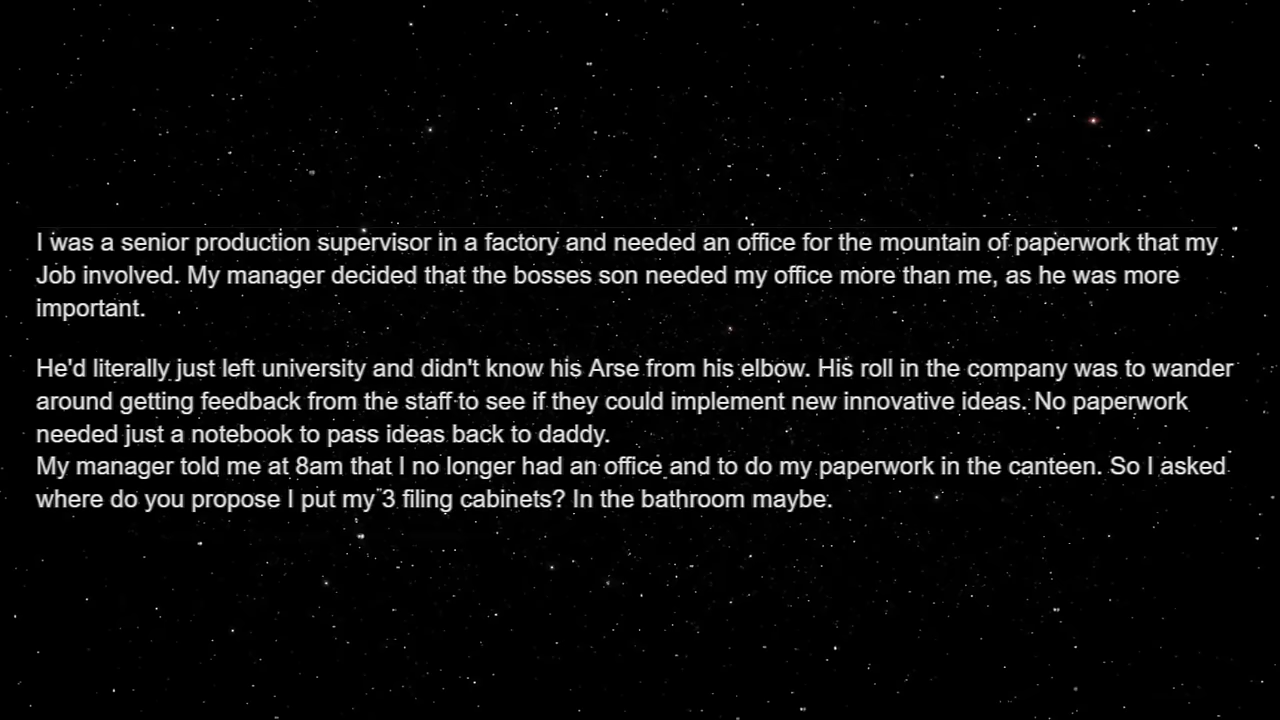 I was a senior production supervisor in a factory and needed an office for the mountain of paperwork that my
Job involved. My manager decided that the bosses son needed my office more than me, as he was more
important.
He'd literally just left university and didn't know his Arse from his elbow. His roll in the company was to wander
around getting feedback from the staff to see if they could implement new innovative ideas. No paperwork
needed just a notebook to pass ideas back to daddy.
My manager told me at 8am that I no longer had an office and to do my paperwork in the canteen. So I asked
where do you propose I put my 3 filing cabinets? In the bathroom maybe.